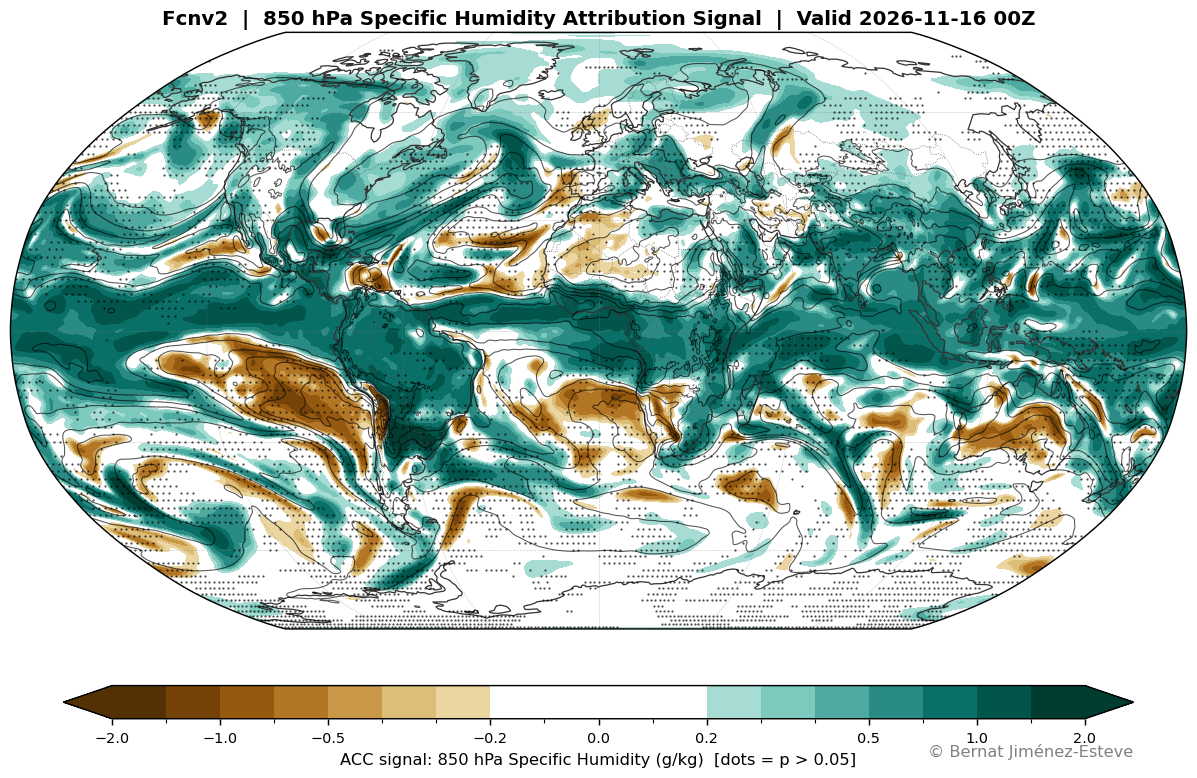 Fcnv2 | 850 hPa Specific Humidity Attribution Signal | Valid 2026-11-16 00Z
−2.0 −1.0 −0.5 −0.2 0.0 0.2 0.5 1.0 2.0
ACC signal: 850 hPa Specific Humidity (g/kg) [dots = p > 0.05]
© Bernat Jiménez-Esteve